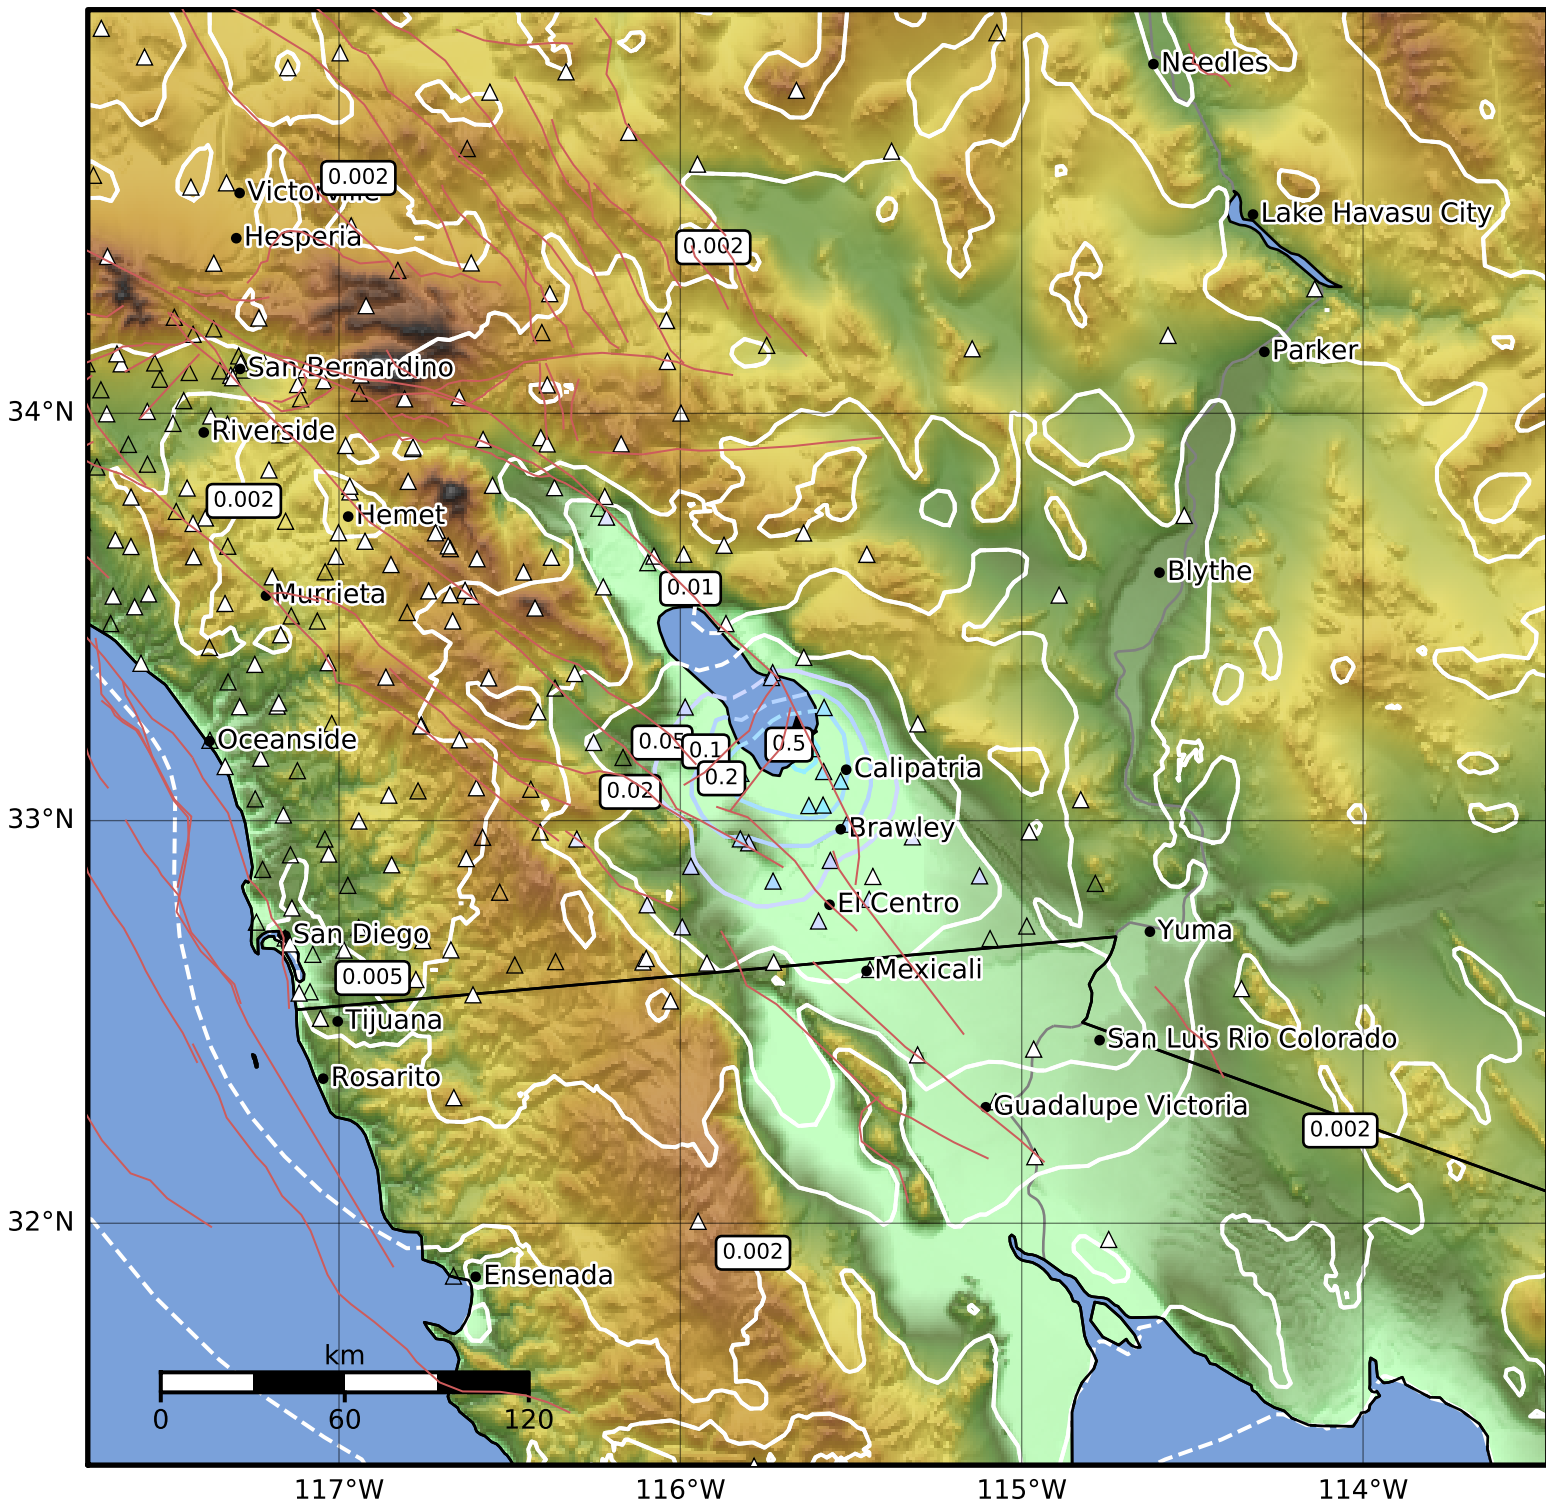 Needles
0.002
Victorville
Lake Havasu City
Hesperia
0.002
Parker
San Bernardino
34°N
Riverside
0.002
Hemet
Blythe
0.01
Murrieta
Oceanside
0.05
0.1
0.5
0.2
Calipatria
0.02
33°N
Brawley
El Centro
San Diego
Yuma
0.005
Mexicali
Tijuana
San Luis Rio Colorado
Rosarito
Guadalupe Victoria
0.002
32°N
0.002
Ensenada
km
0 60 120
117°W 116°W 115°W 114°W